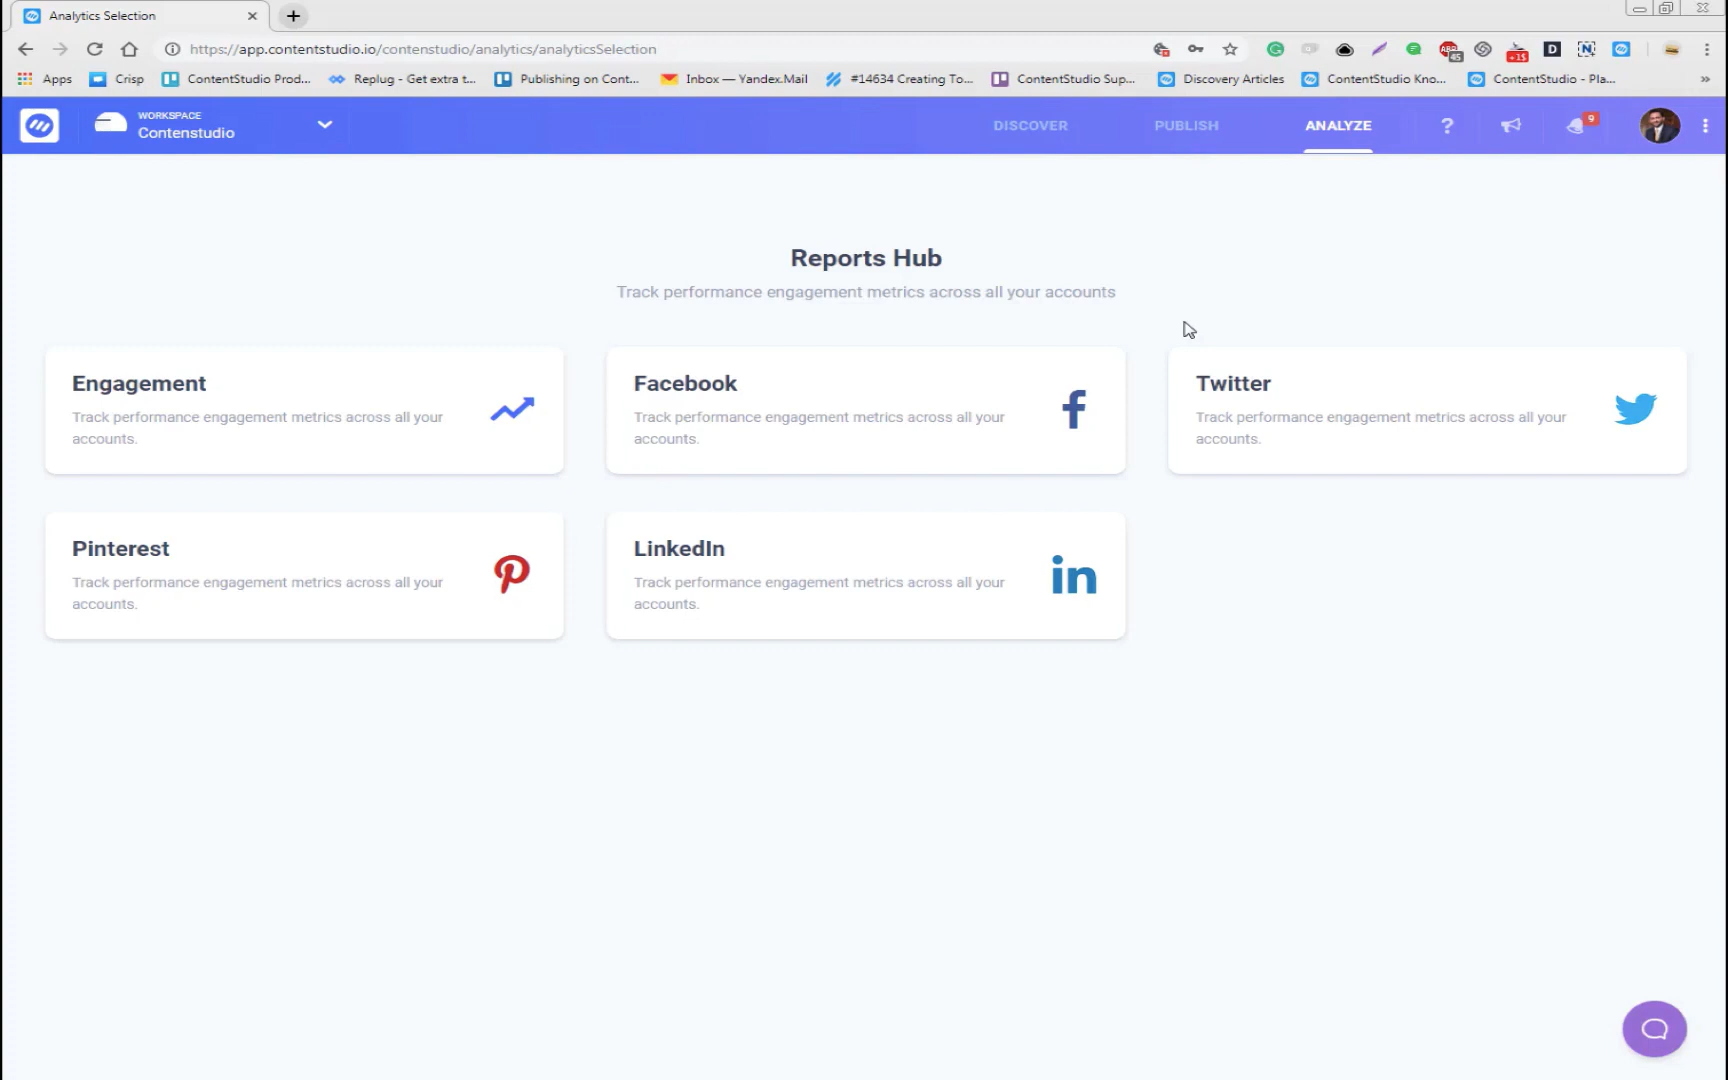 Analytics Selection
https://app.contentstudio.io/contenstudio/analytics/analyticsSelection
45
+1$
D
N
Apps
Crisp
ContentStudio Prod...
Replug - Get extra t...
Publishing on Cont...
Inbox — Yandex.Mail
#14634 Creating To...
ContentStudio Sup...
Discovery Articles
ContentStudio Kno...
ContentStudio - Pla...
WORKSPACE
Contenstudio
DISCOVER
PUBLISH
ANALYZE
?
9
Reports Hub
Track performance engagement metrics across all your accounts
Engagement
Track performance engagement metrics across all your
accounts.
Facebook
Track performance engagement metrics across all your
accounts.
Twitter
Track performance engagement metrics across all your
accounts.
Pinterest
Track performance engagement metrics across all your
accounts.
LinkedIn
Track performance engagement metrics across all your
accounts.
in